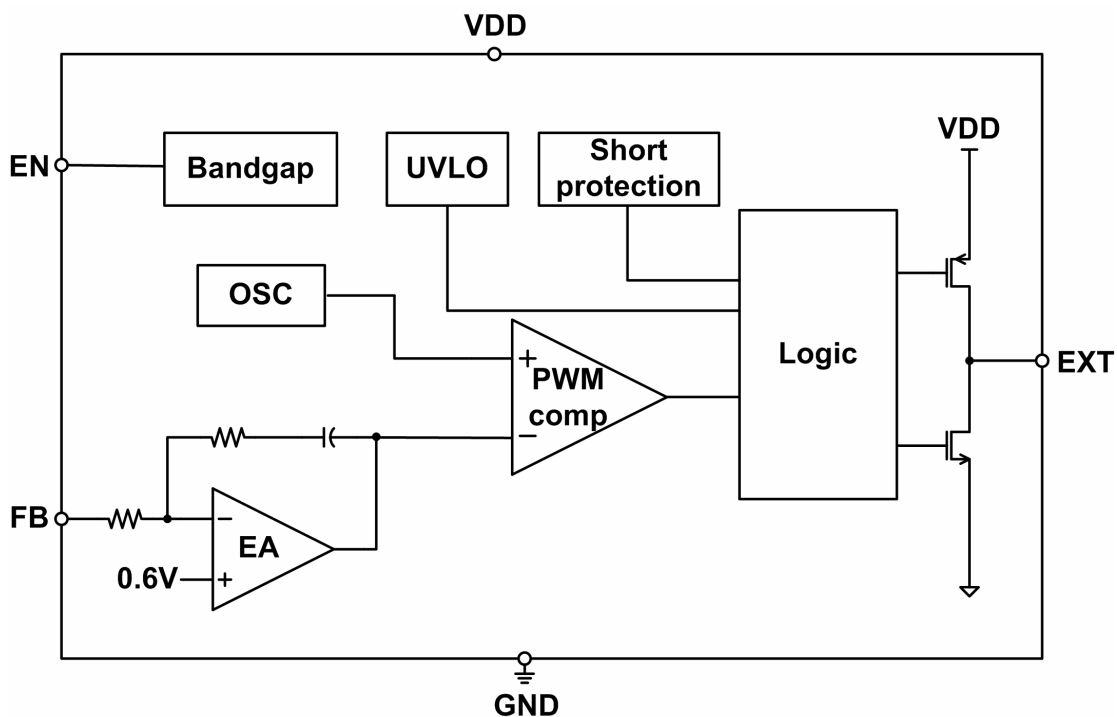 VDD
EN
Bandgap
UVLO
Short
protection
VDD
OSC
+
PWM
comp
−
Logic
EXT
FB
−
EA
0.6V
+
GND